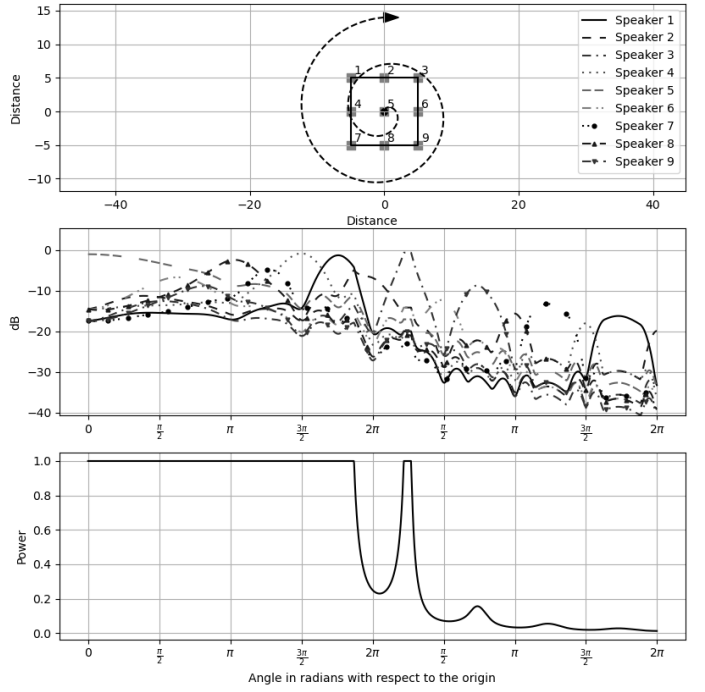 15
10
5
0
−5
−10
Distance
−40
−20
0
20
40
Distance
1
2
3
4
5
6
7
8
9
Speaker 1
Speaker 2
Speaker 3
Speaker 4
Speaker 5
Speaker 6
Speaker 7
Speaker 8
Speaker 9
0
−10
−20
−30
−40
dB
0
π/2
π
3π/2
2π
π/2
π
3π/2
2π
1.0
0.8
0.6
0.4
0.2
0.0
Power
0
π/2
π
3π/2
2π
π/2
π
3π/2
2π
Angle in radians with respect to the origin